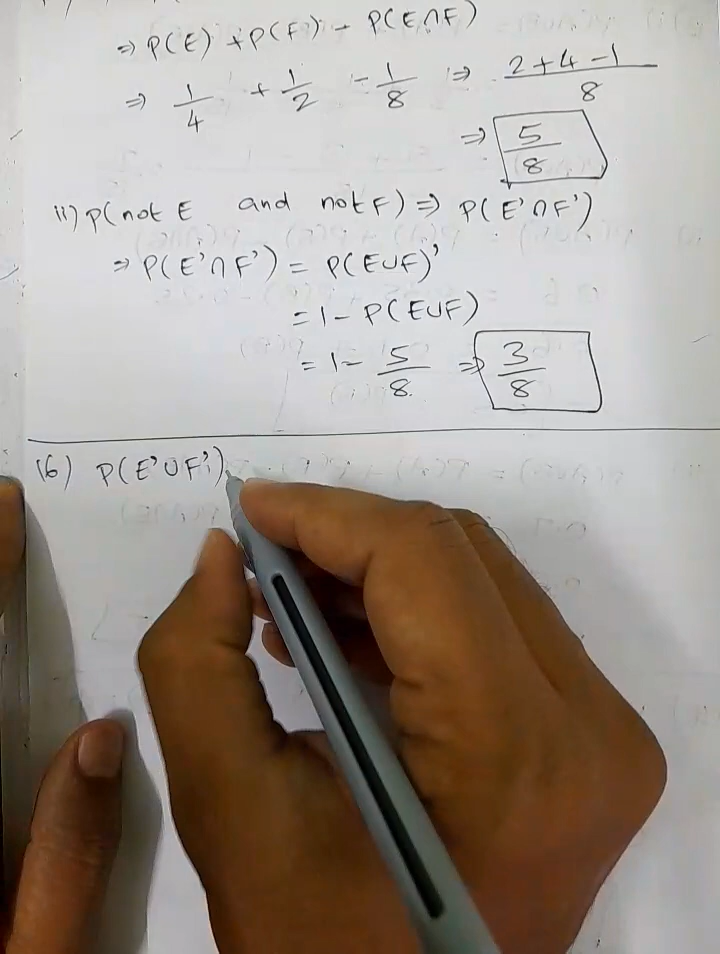 ⇒ P(E) + P(F) - P(E∩F)
⇒ 1/4 + 1/2 - 1/8 ⇒ 2+4-1/8
⇒ 5/8
ii) P(not E and not F) ⇒ P(E'∩F')
⇒ P(E'∩F') = P(E∪F)'
= 1 - P(E∪F)
= 1 - 5/8 ⇒ 3/8
16) P(E'∪F')